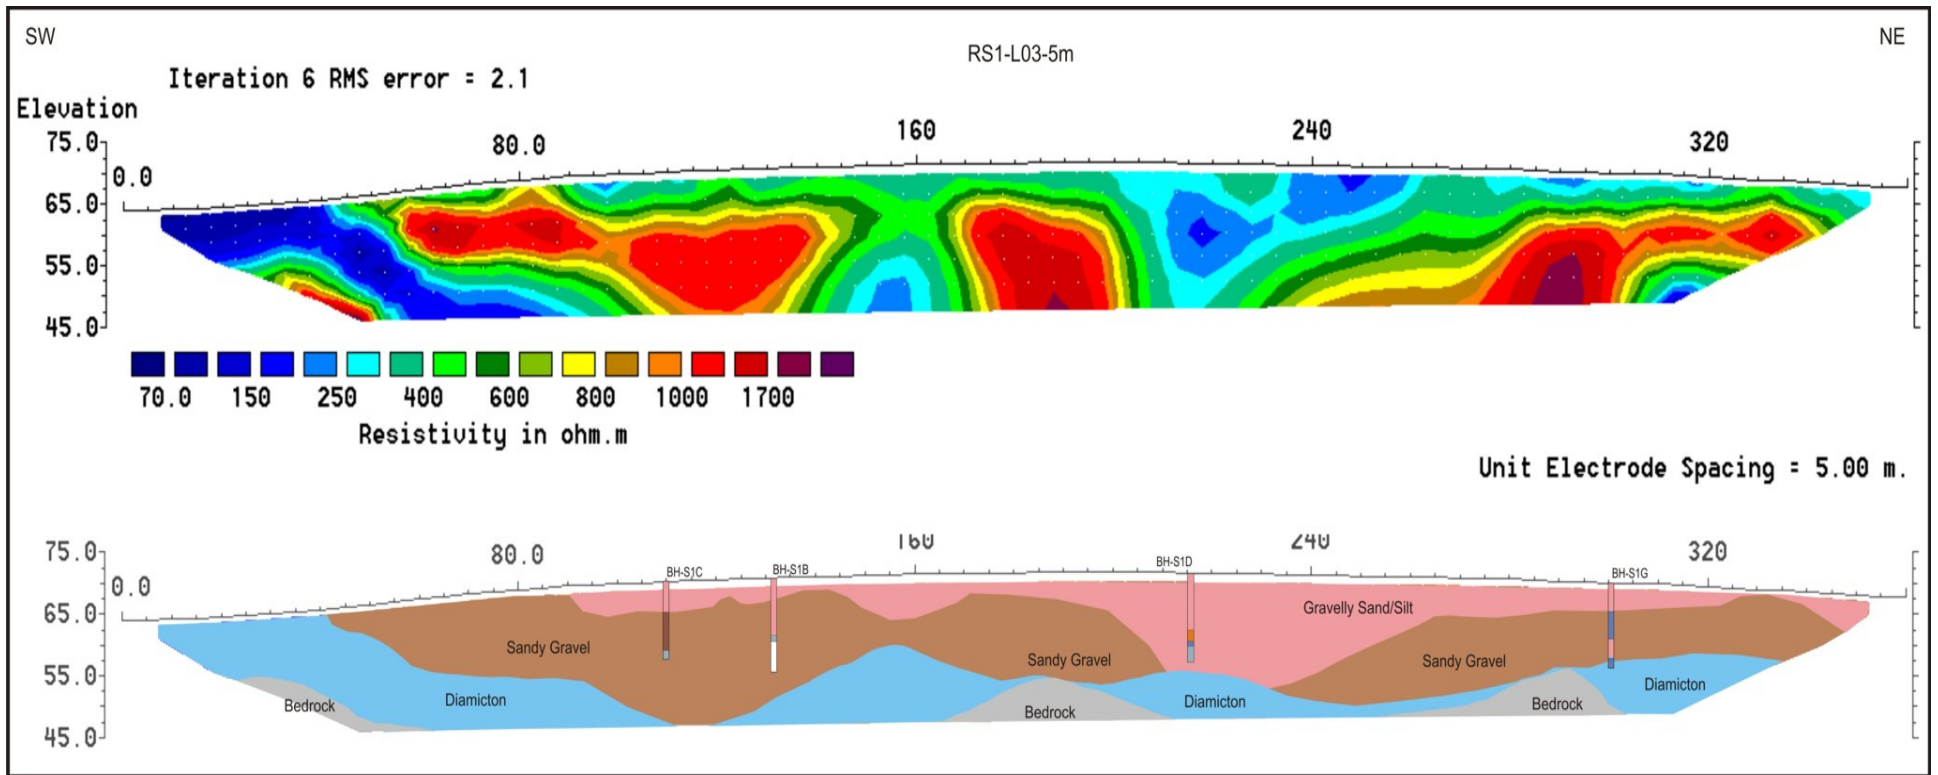 SW
NE
RS1-L03-5m
Iteration 6 RMS error = 2.1
Elevation
160
240
75.0
80.0
320
0.0
65.0
55.0
45.0
70.0 150 250 400 600 800 1000 1700
Resistivity in ohm.m
Unit Electrode Spacing = 5.00 m.
160
240
75.0
80.0
320
BH-S1D
BH-S1C
BH-S1B
BH-S1G
0.0
65.0
Gravelly Sand/Silt
Sandy Gravel
Sandy Gravel
Sandy Gravel
55.0
Diamicton
Diamicton
Diamicton
Bedrock
Bedrock
Bedrock
45.0